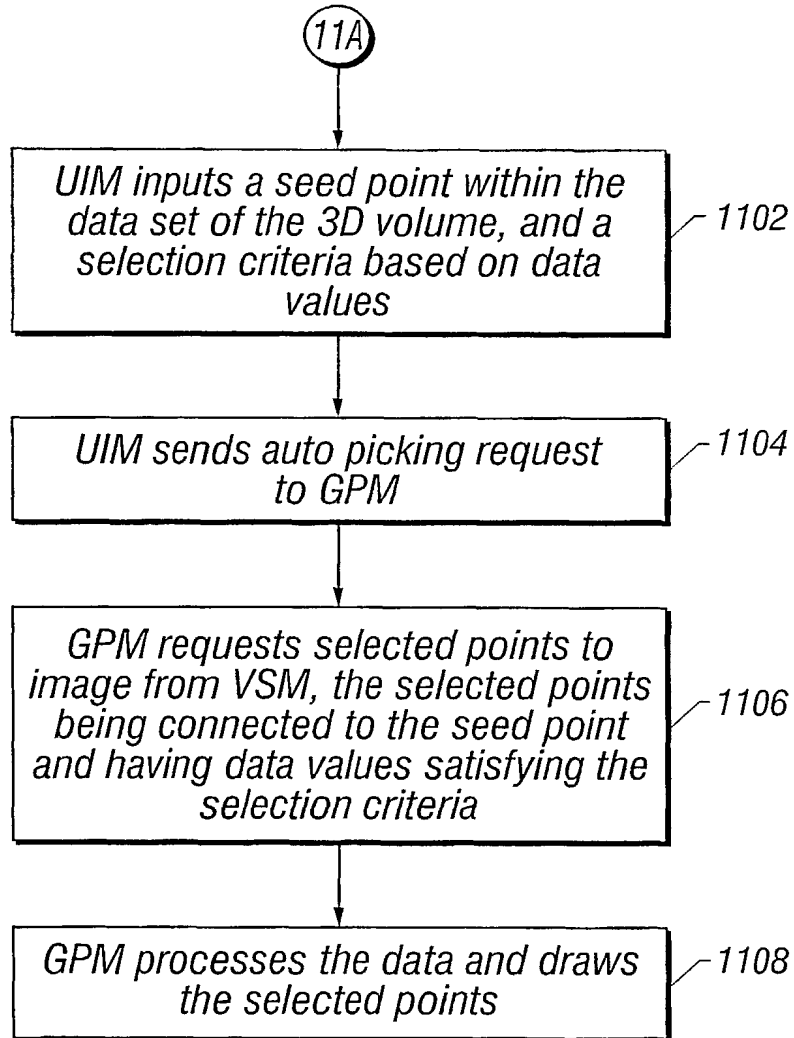 11A
UIM inputs a seed point within the
data set of the 3D volume, and a
selection criteria based on data
values
1102
UIM sends auto picking request
to GPM
1104
GPM requests selected points to
image from VSM, the selected points
being connected to the seed point
and having data values satisfying the
selection criteria
1106
GPM processes the data and draws
the selected points
1108